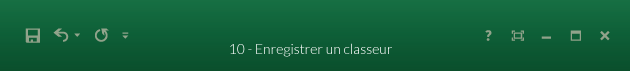 ?
10 - Enregistrer un classeur